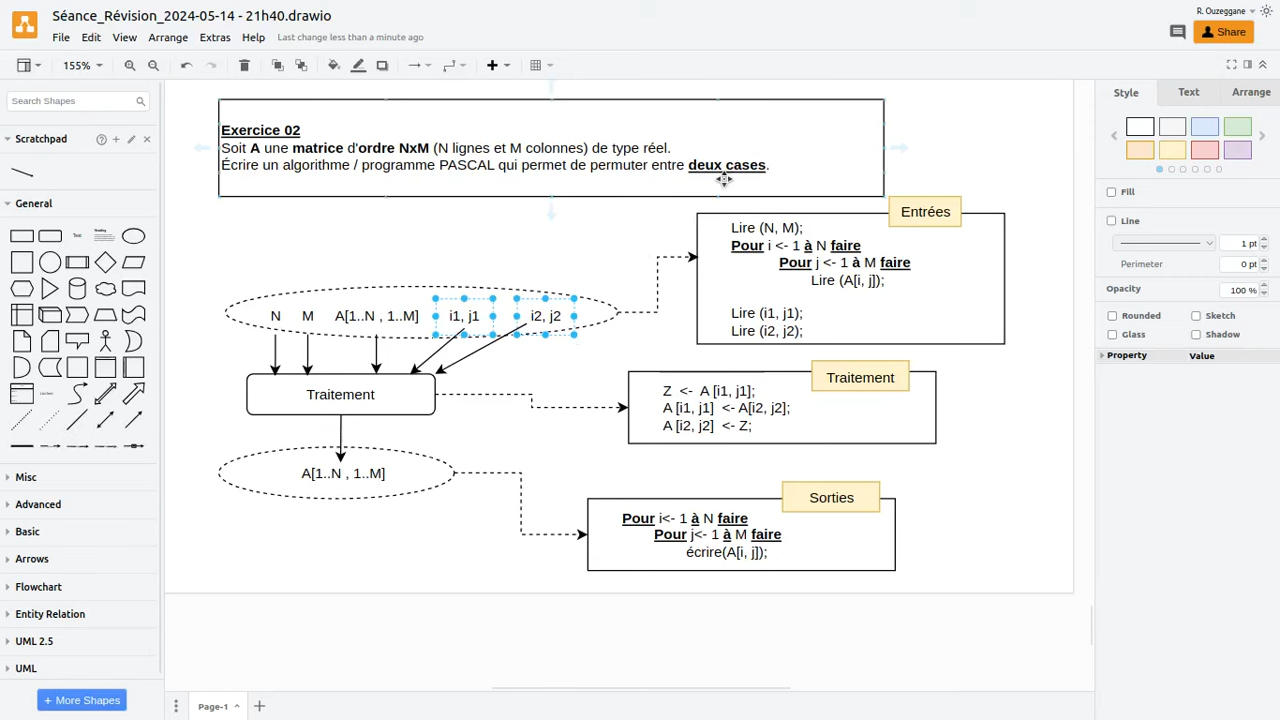 Séance_Révision_2024-05-14 - 21h40.drawio
R. Ouzeggane
File Edit View Arrange Extras Help Last change less than a minute ago
Share
155%
Search Shapes
Scratchpad
General
Text
Heading
List Item
Misc
Advanced
Basic
Arrows
Flowchart
Entity Relation
UML 2.5
UML
+ More Shapes
Exercice 02
Soit A une matrice d'ordre NxM (N lignes et M colonnes) de type réel.
Écrire un algorithme / programme PASCAL qui permet de permuter entre deux cases.
Entrées
Lire (N, M);
Pour i <- 1 à N faire
Pour j <- 1 à M faire
Lire (A[i, j]);
Lire (i1, j1);
Lire (i2, j2);
N M A[1..N , 1..M] i1, j1 i2, j2
Traitement
Traitement
Z <- A [i1, j1];
A [i1, j1] <- A[i2, j2];
A [i2, j2] <- Z;
A[1..N , 1..M]
Sorties
Pour i<- 1 à N faire
Pour j<- 1 à M faire
écrire(A[i, j]);
Style Text Arrange
Fill
Line
1 pt
Perimeter
0 pt
Opacity
100 %
Rounded Sketch
Glass Shadow
Property Value
Page-1